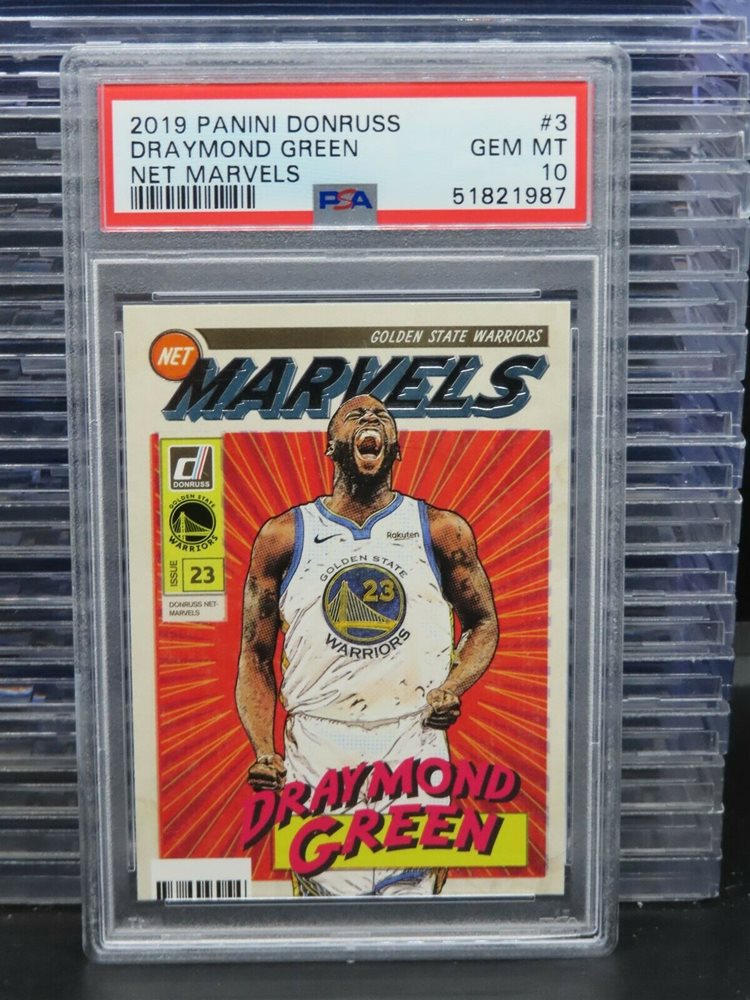 2019 PANINI DONRUSS #3
DRAYMOND GREEN GEM MT
NET MARVELS 10
PSA 51821987
GOLDEN STATE WARRIORS
NET
MARVELS
d
DONRUSS
GOLDEN STATE
WARRIORS
ISSUE 23
DONRUSS NET-
MARVELS
Rakuten
GOLDEN STATE
23
WARRIORS
DRAYMOND
GREEN